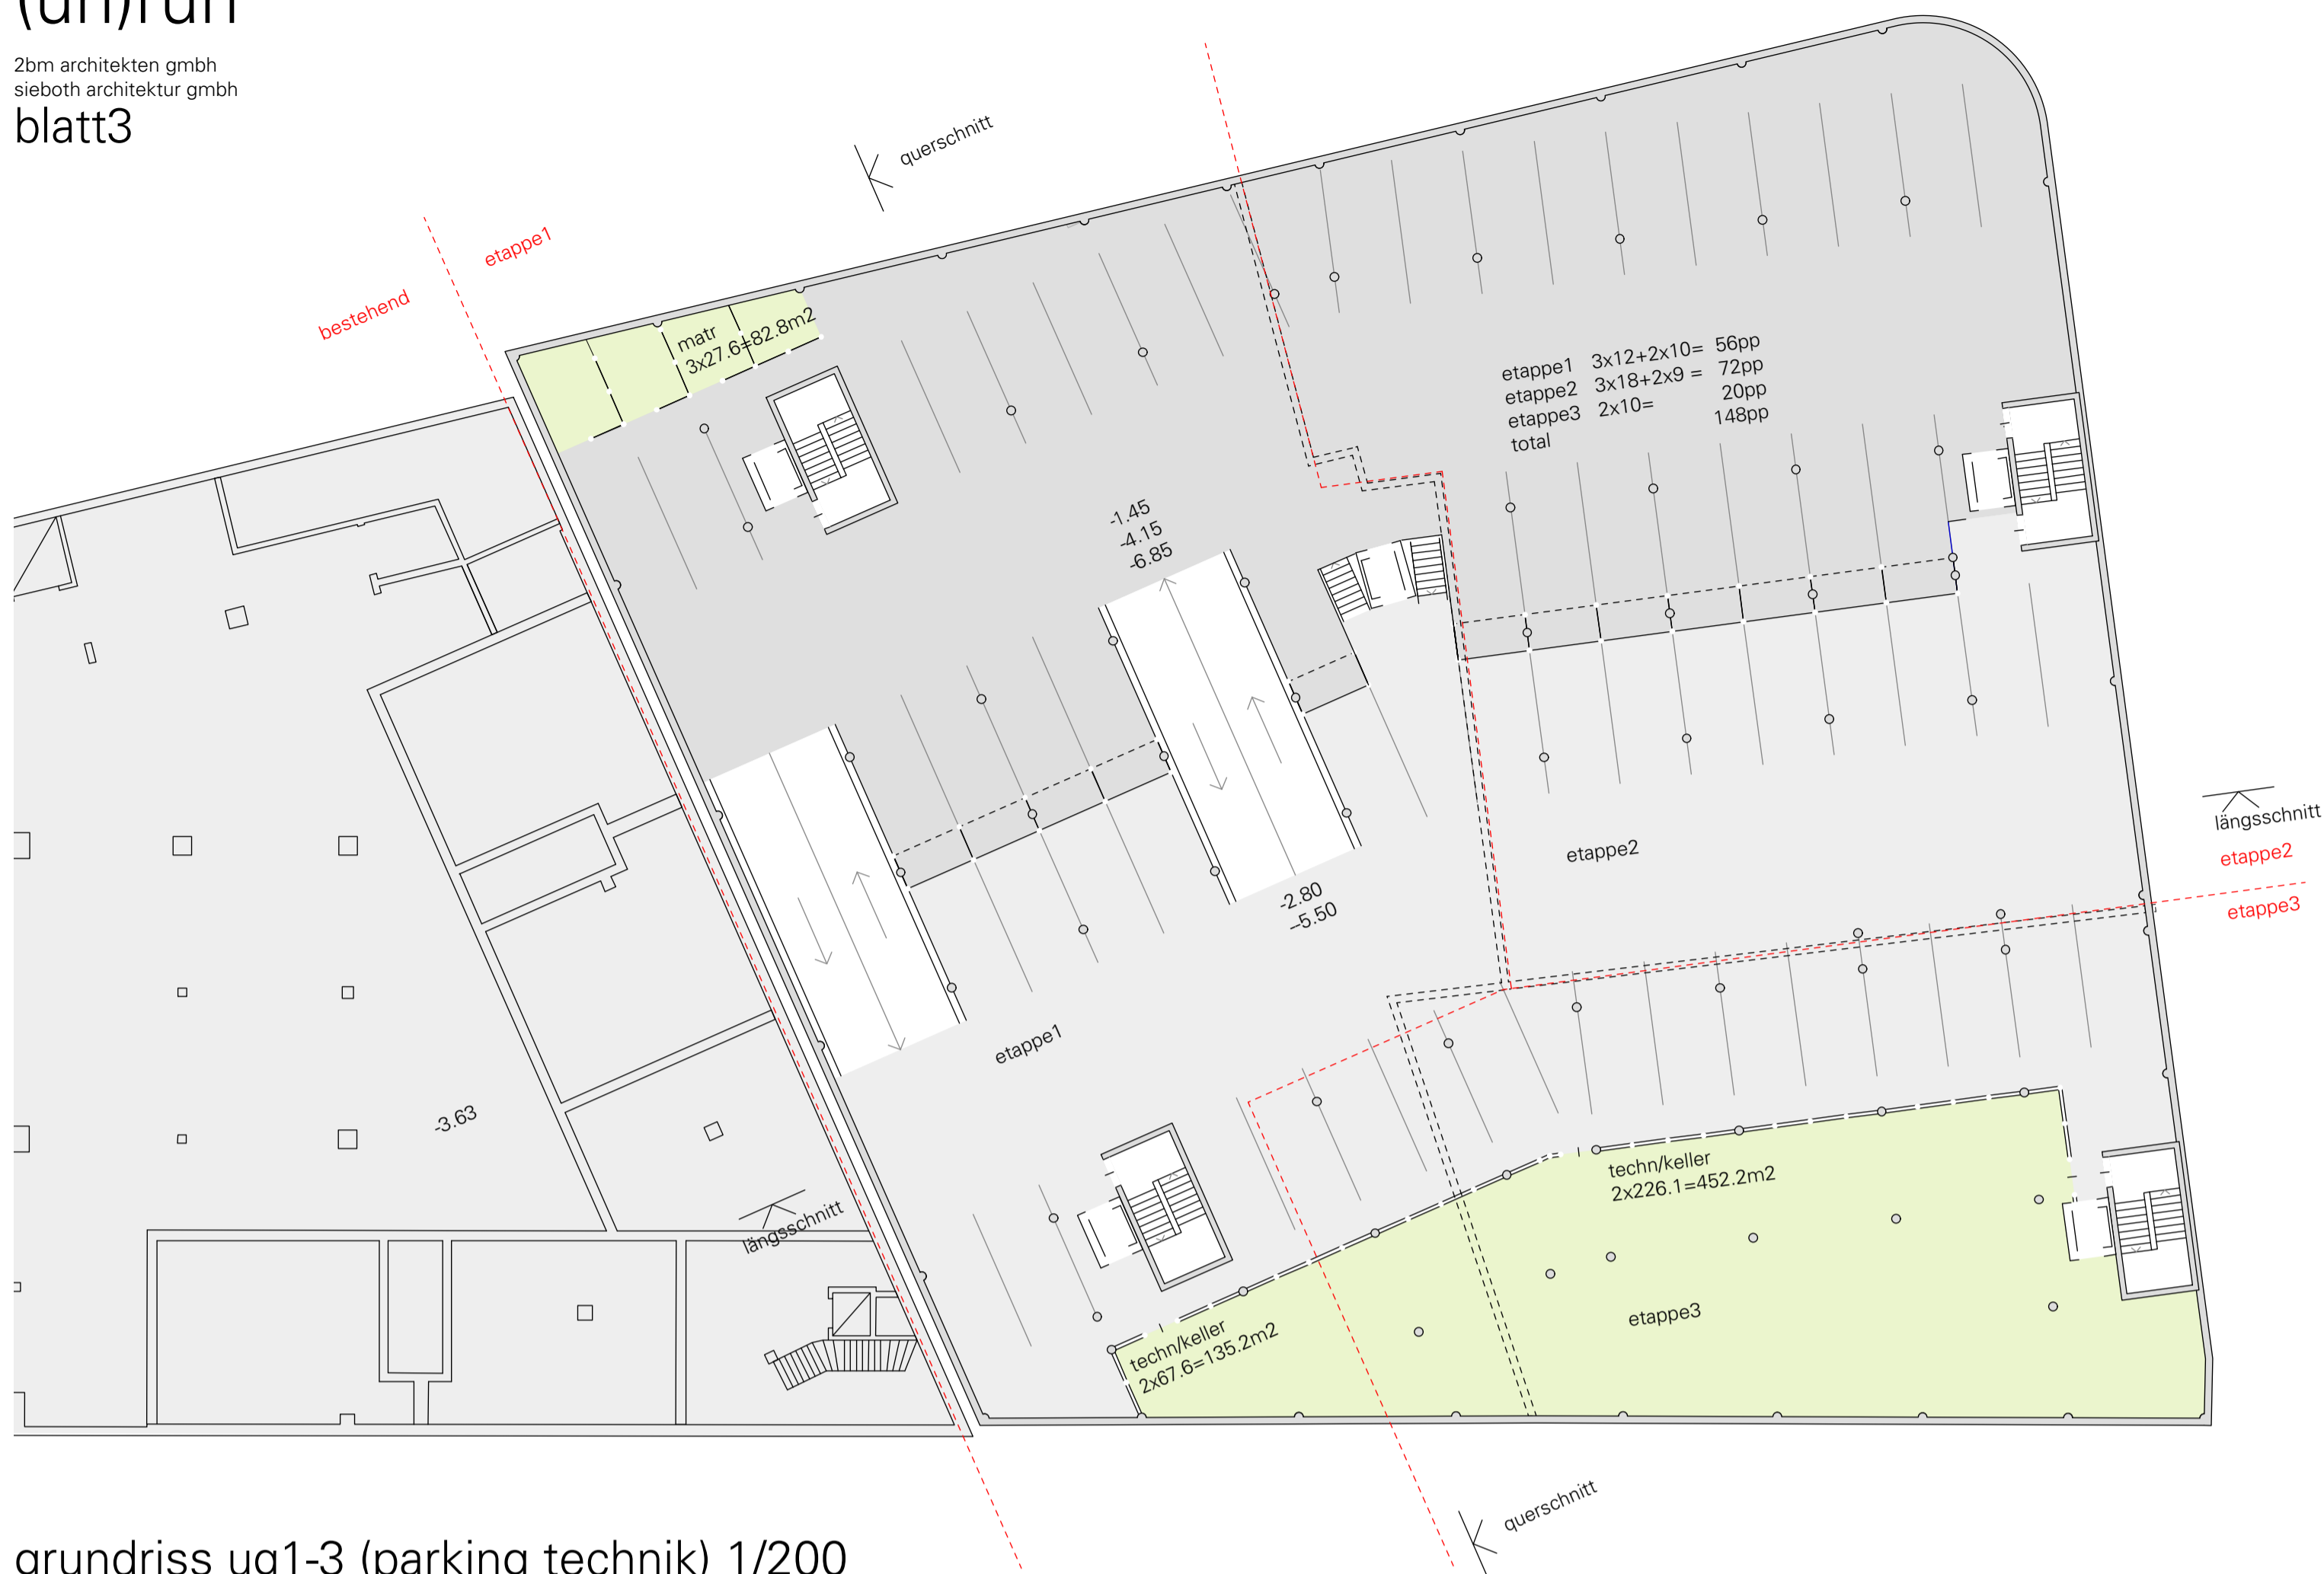 (un)ruh
2bm architekten gmbh
sieboth architektur gmbh
blatt3
querschnitt
etappe1
bestehend
matr
3x27.6=82.8m2
etappe1 3x12+2x10= 56pp
etappe2 3x18+2x9 = 72pp
etappe3 2x10= 20pp
total 148pp
-1.45
-4.15
-6.85
längsschnitt
etappe2
etappe3
etappe2
-2.80
-5.50
etappe1
-3.63
längsschnitt
techn/keller
2x226.1=452.2m2
techn/keller
2x67.6=135.2m2
etappe3
querschnitt
grundriss ug1-3 (parking technik) 1/200